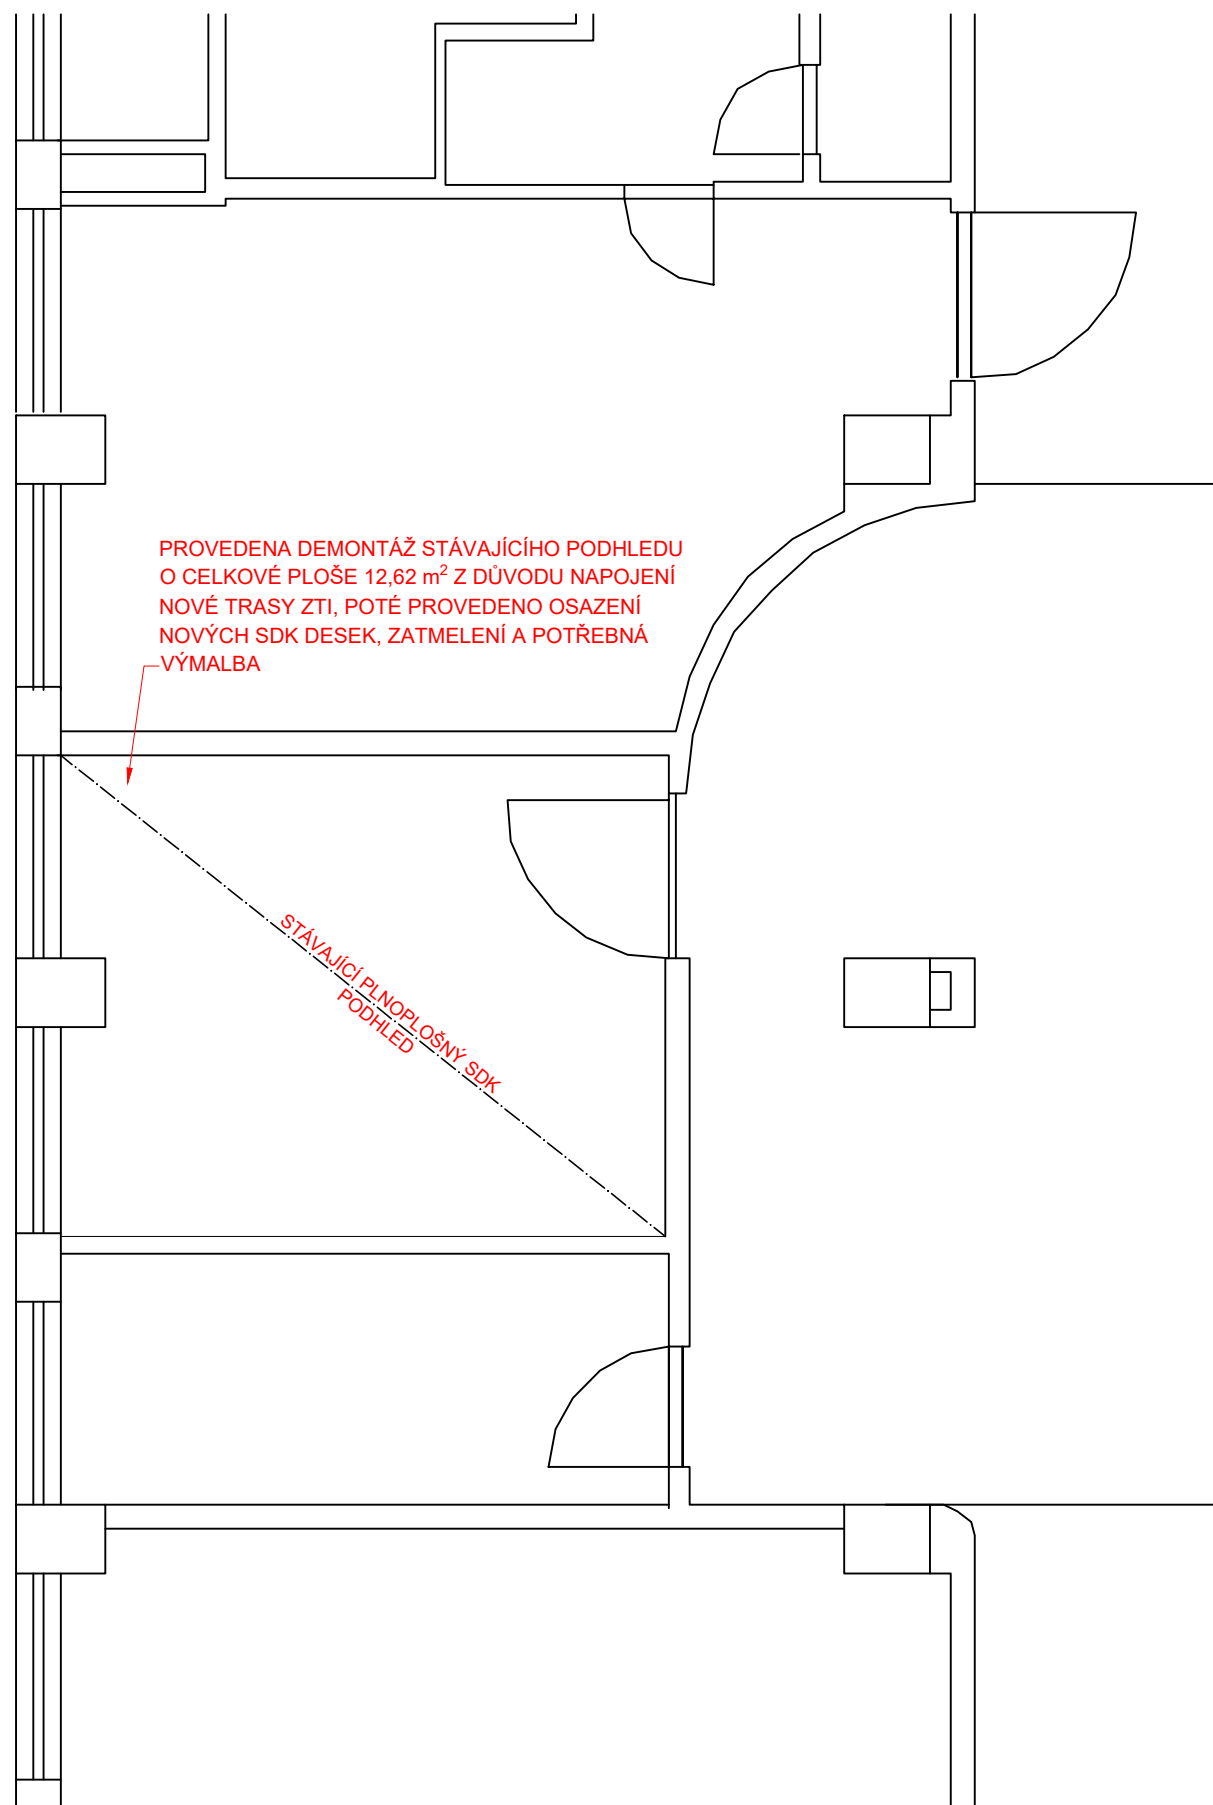 PROVEDENA DEMONTÁŽ STÁVAJÍCÍHO PODHLEDU
O CELKOVÉ PLOŠE 12,62 m² Z DŮVODU NAPOJENÍ
NOVÉ TRASY ZTI, POTÉ PROVEDENO OSAZENÍ
NOVÝCH SDK DESEK, ZATMELENÍ A POTŘEBNÁ
VÝMALBA
STÁVAJÍCÍ PLNOPLOŠNÝ SDK
PODHLED